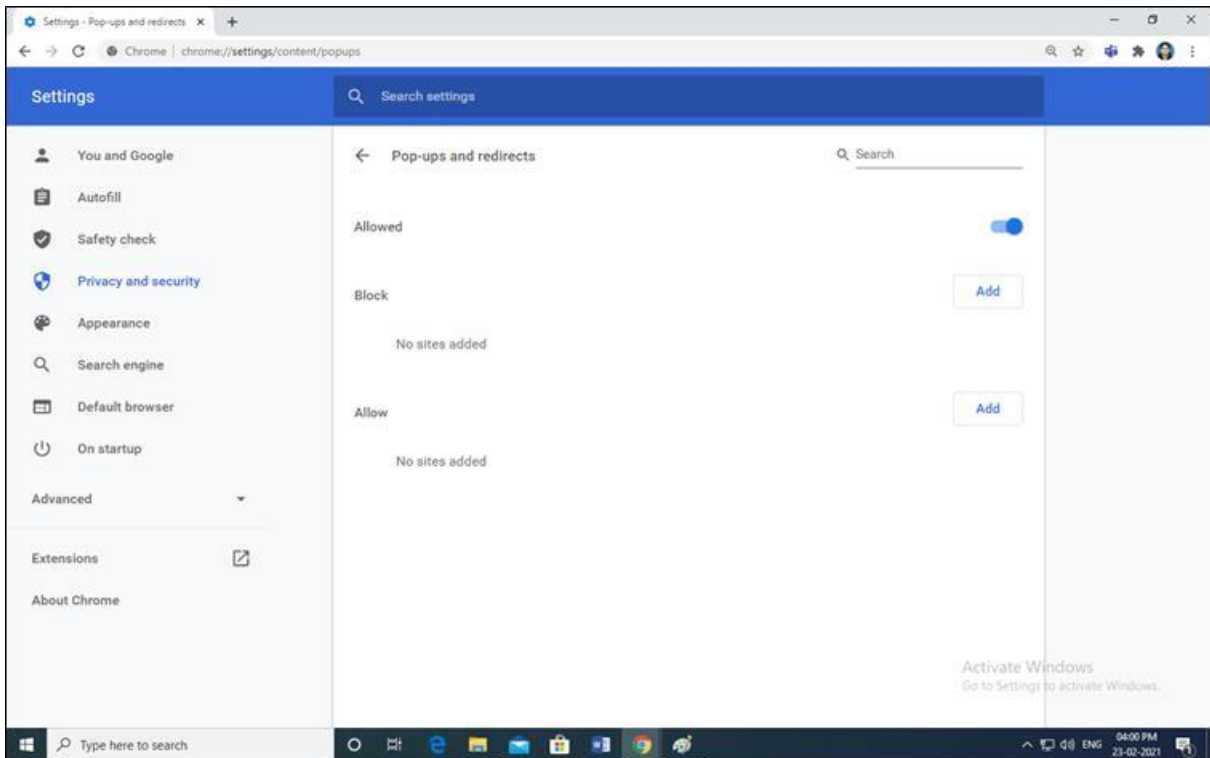 Settings - Pop-ups and redirects
Chrome | chrome://settings/content/popups
Settings
Search settings
You and Google
Autofill
Safety check
Privacy and security
Appearance
Search engine
Default browser
On startup
Advanced
Extensions
About Chrome
Pop-ups and redirects
Search
Allowed
Block
Add
No sites added
Allow
Add
No sites added
Activate Windows
Go to Settings to activate Windows.
Type here to search
ENG
04:00 PM
23-02-2021